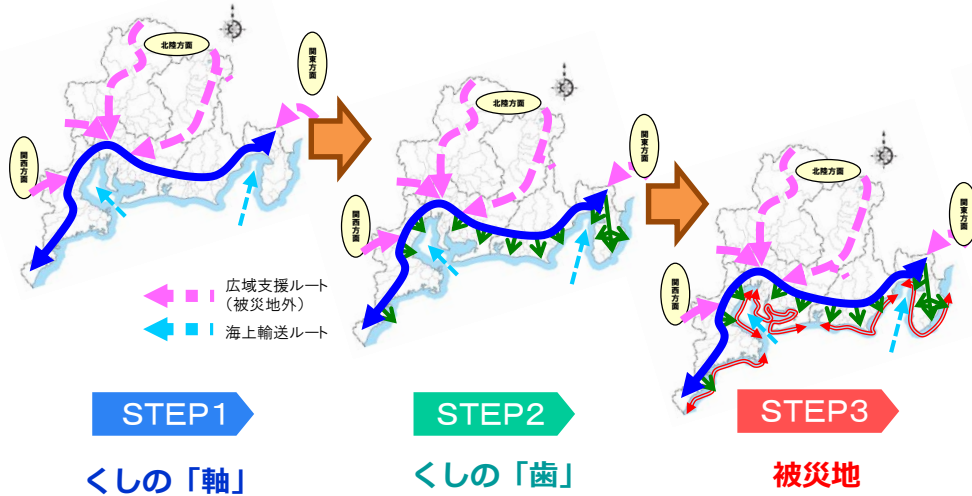 北陸方面
関東方面
関西方面
広域支援ルート
(被災地外)
海上輸送ルート
北陸方面
関東方面
関西方面
北陸方面
関東方面
関西方面
STEP1
STEP2
STEP3
くしの「軸」
くしの「歯」
被災地